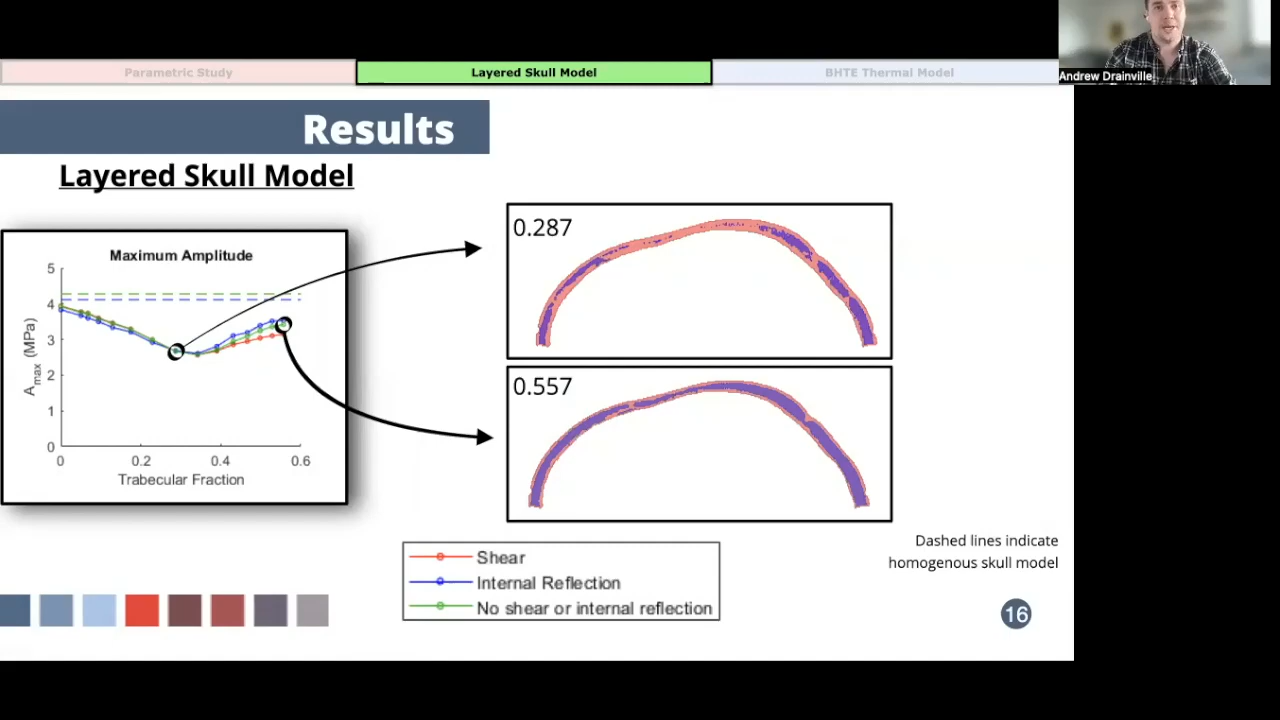 Parametric Study
Layered Skull Model
BHTE Thermal Model
Andrew Drainville
Results
Layered Skull Model
Maximum Amplitude
5
4
3
2
1
0
A max (MPa)
0
0.2
0.4
0.6
Trabecular Fraction
0.287
0.557
Shear
Internal Reflection
No shear or internal reflection
Dashed lines indicate
homogenous skull model
16